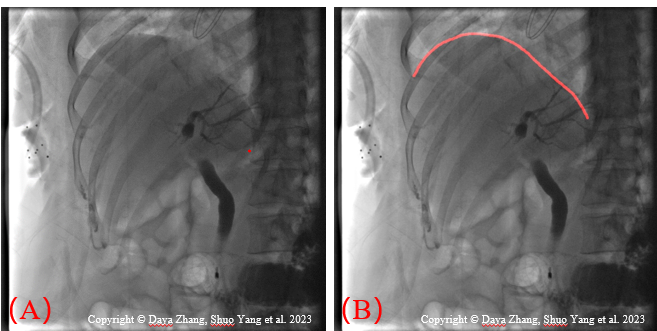 (A)
Copyright © Daya Zhang, Shuo Yang et al. 2023
(B)
Copyright © Daya Zhang, Shuo Yang et al. 2023